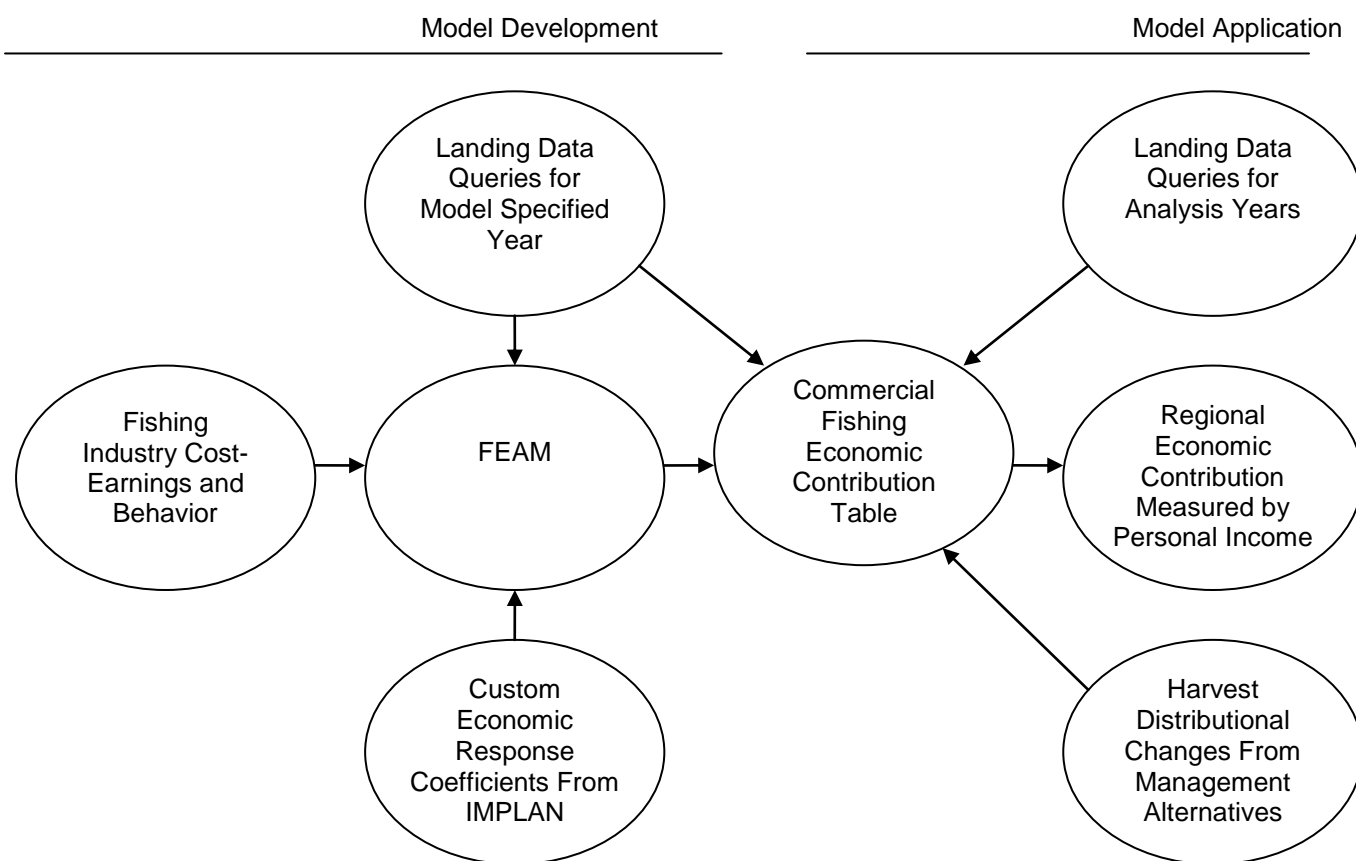 Model Development
Model Application
Landing Data
Queries for
Model Specified
Year
Landing Data
Queries for
Analysis Years
Fishing
Industry Cost-
Earnings and
Behavior
FEAM
Commercial
Fishing
Economic
Contribution
Table
Regional
Economic
Contribution
Measured by
Personal Income
Custom
Economic
Response
Coefficients From
IMPLAN
Harvest
Distributional
Changes From
Management
Alternatives